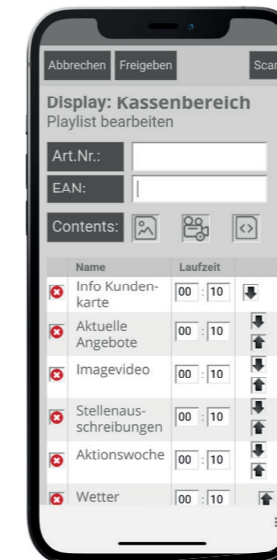 Abbrechen Freigeben Scan
Display: Kassenbereich
Playlist bearbeiten
Art.Nr.:
EAN:
Contents:
Name Laufzeit
Info Kunden-
karte 00 : 10
Aktuelle
Angebote 00 : 10
Imagevideo 00 : 10
Stellenaus-
schreibungen 00 : 10
Aktionswoche 00 : 10
Wetter 00 : 10